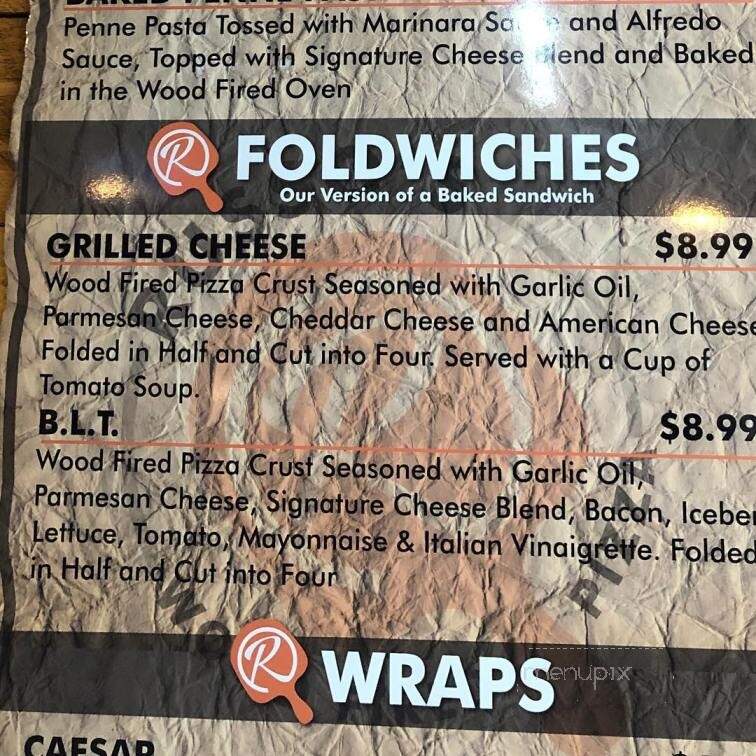 Penne Pasta Tossed with Marinara Sauce and Alfredo
Sauce, Topped with Signature Cheese Blend and Baked
in the Wood Fired Oven
R FOLDWICHES
Our Version of a Baked Sandwich
GRILLED CHEESE $8.99
Wood Fired Pizza Crust Seasoned with Garlic Oil,
Parmesan Cheese, Cheddar Cheese and American Cheese
Folded in Half and Cut into Four. Served with a Cup of
Tomato Soup.
B.L.T. $8.99
Wood Fired Pizza Crust Seasoned with Garlic Oil,
Parmesan Cheese, Signature Cheese Blend, Bacon, Iceber
Lettuce, Tomato, Mayonnaise & Italian Vinaigrette. Folded
in Half and Cut into Four
PIZZA
R WRAPS
menupix
CAESAR